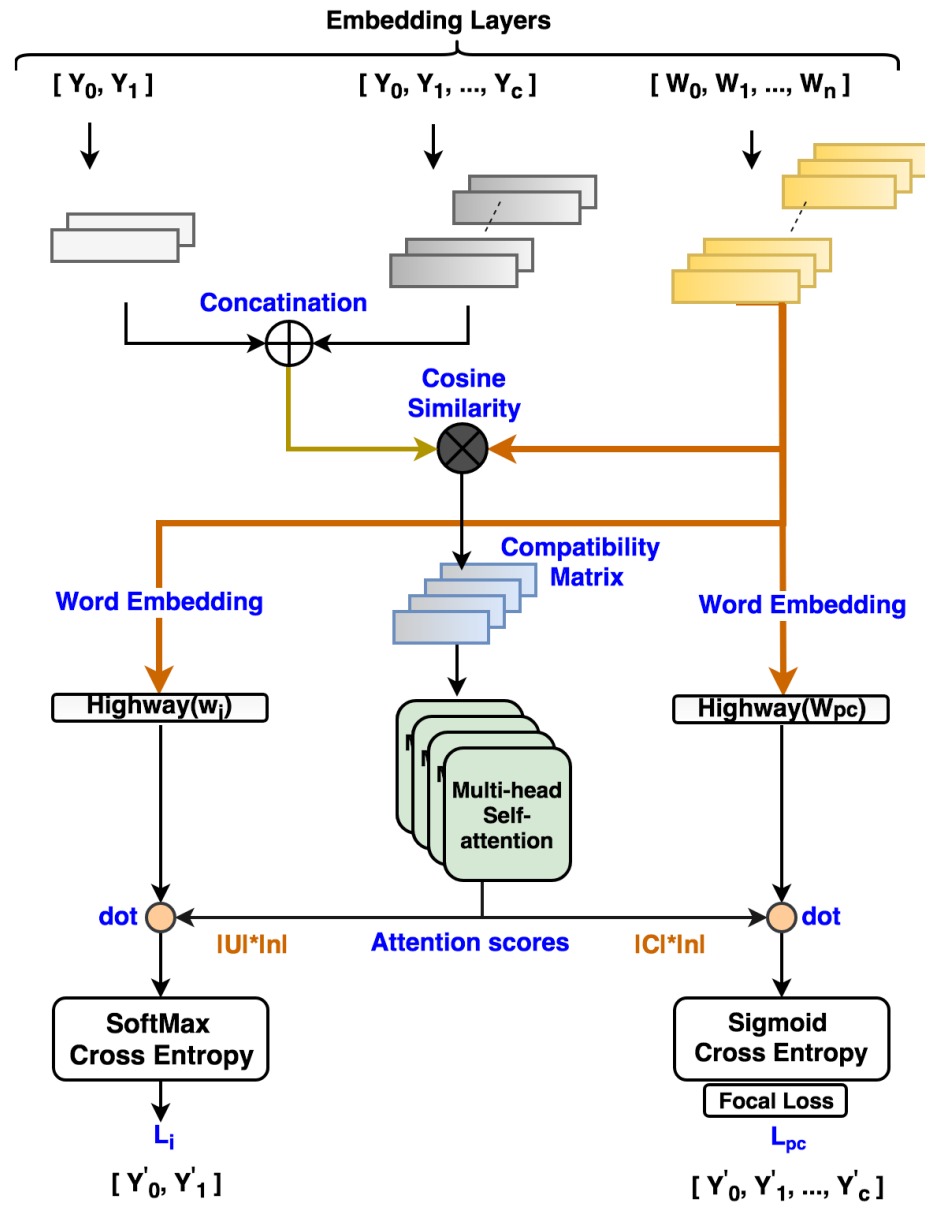 Embedding Layers
[ Y0, Y1 ]
[ Y0, Y1, ..., Yc ]
[ W0, W1, ..., Wn ]
Concatination
Cosine
Similarity
Compatibility
Matrix
Word Embedding
Word Embedding
Highway(wi)
Highway(Wpc)
M
M
M
Multi-head
Self-
attention
dot
dot
|U|*|n|
Attention scores
|C|*|n|
SoftMax
Cross Entropy
Sigmoid
Cross Entropy
Focal Loss
Li
Lpc
[ Y'0, Y'1 ]
[ Y'0, Y'1, ..., Y'c ]